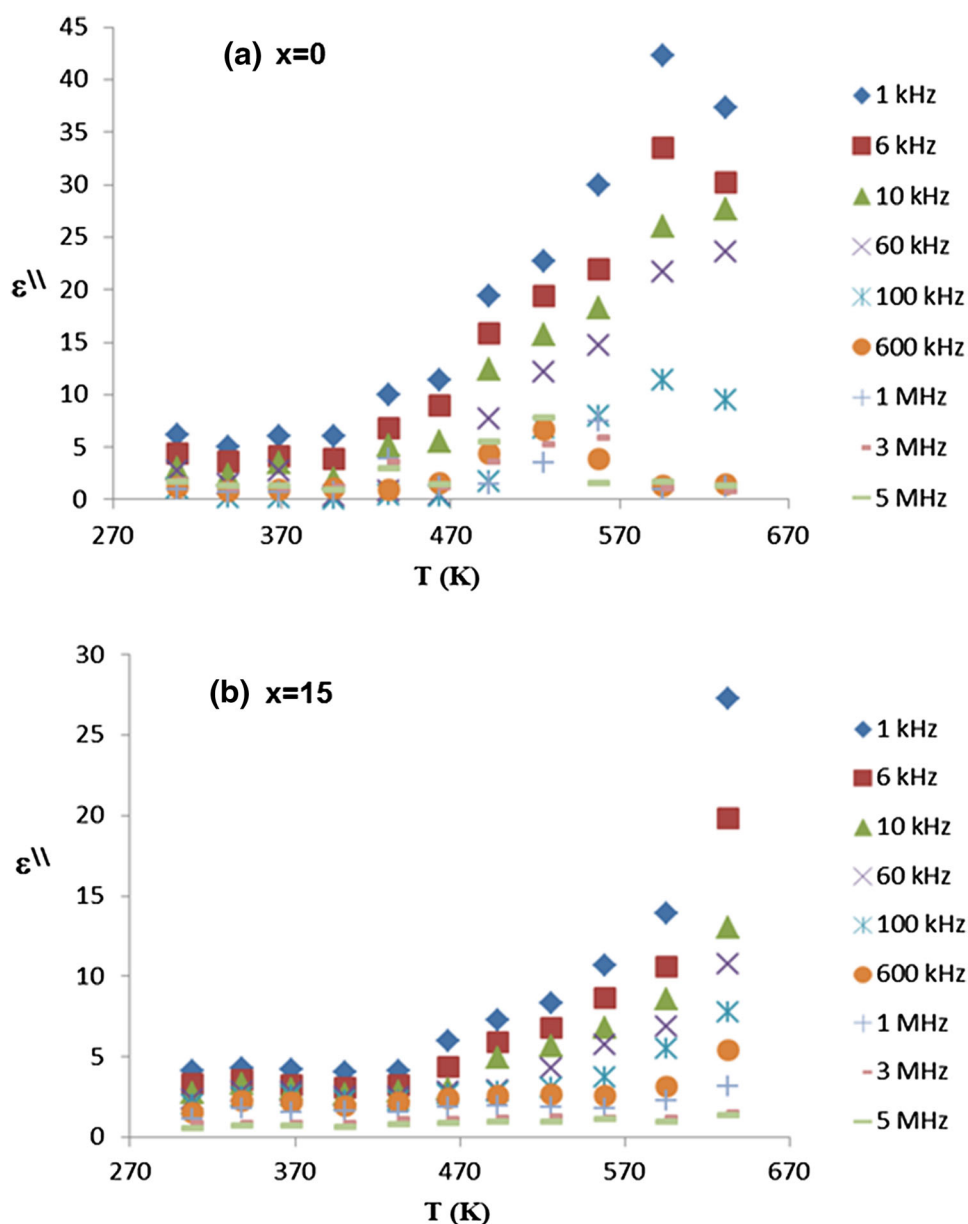 (a) x=0
45
40
35
30
25
20
15
10
5
0
ε\\
270
370
470
570
670
T (K)
1 kHz
6 kHz
10 kHz
60 kHz
100 kHz
600 kHz
1 MHz
3 MHz
5 MHz
(b) x=15
30
25
20
15
10
5
0
ε\\
270
370
470
570
670
T (K)
1 kHz
6 kHz
10 kHz
60 kHz
100 kHz
600 kHz
1 MHz
3 MHz
5 MHz